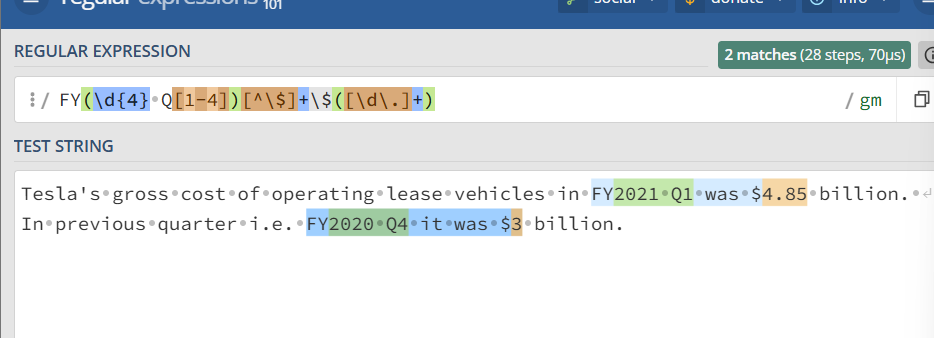 regular expressions 101 social donate info
REGULAR EXPRESSION
2 matches (28 steps, 70μs)
/ FY(\d{4} Q[1-4])[^\$]+\$([\d\.]+) / gm
TEST STRING
Tesla's gross cost of operating lease vehicles in FY2021 Q1 was $4.85 billion.
In previous quarter i.e. FY2020 Q4 it was $3 billion.